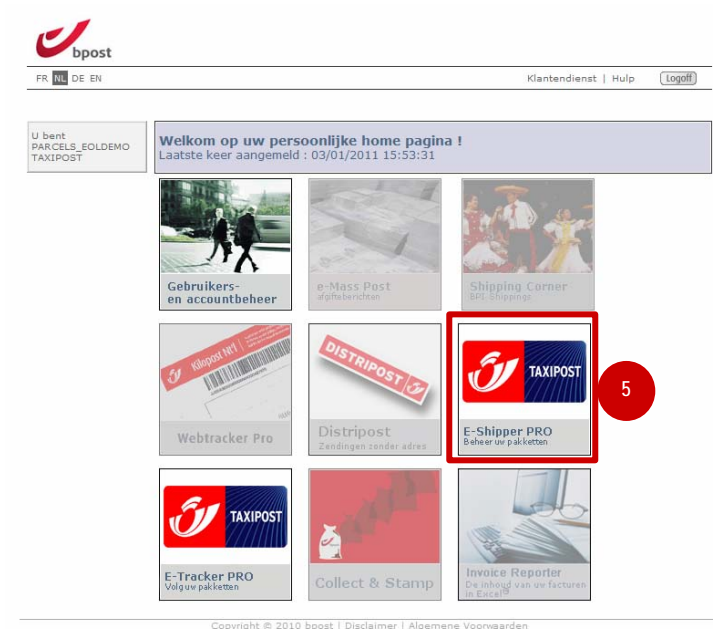 bpost
FR NL DE EN
Klantendienst | Hulp Logoff
U bent
PARCELS_EOLDEMO
TAXIPOST
Welkom op uw persoonlijke home pagina !
Laatste keer aangemeld : 03/01/2011 15:53:31
Gebruikers-
en accountbeheer
e-Mass Post
afgifteberichten
Shipping Corner
BPI Shippings
Kilopost Nr1
Webtracker Pro
DISTRIPOST
Distripost
Zendingen zonder adres
TAXIPOST
E-Shipper PRO
Beheer uw pakketten
5
TAXIPOST
E-Tracker PRO
Volg uw pakketten
Collect & Stamp
Invoice Reporter
De inhoud van uw facturen
in Excel®
Copyright © 2010 bpost | Disclaimer | Algemene Voorwaarden